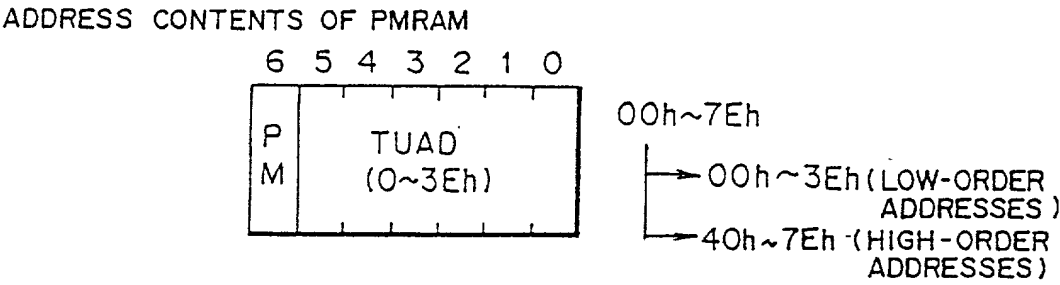 ADDRESS CONTENTS OF PMRAM
6 5 4 3 2 1 0
PM
TUAD
(0~3Eh)
00h~7Eh
00h~3Eh (LOW-ORDER
ADDRESSES)
40h~7Eh (HIGH-ORDER
ADDRESSES)